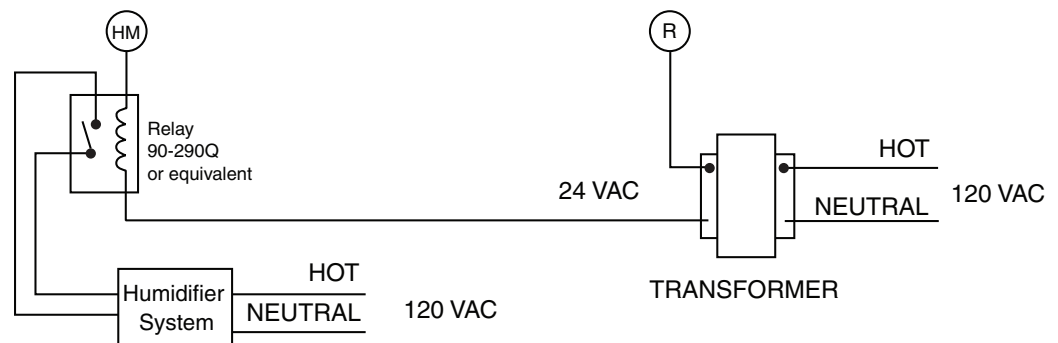 HM
R
Relay
90-290Q
or equivalent
HOT
24 VAC
120 VAC
NEUTRAL
TRANSFORMER
HOT
Humidifier
System
NEUTRAL
120 VAC